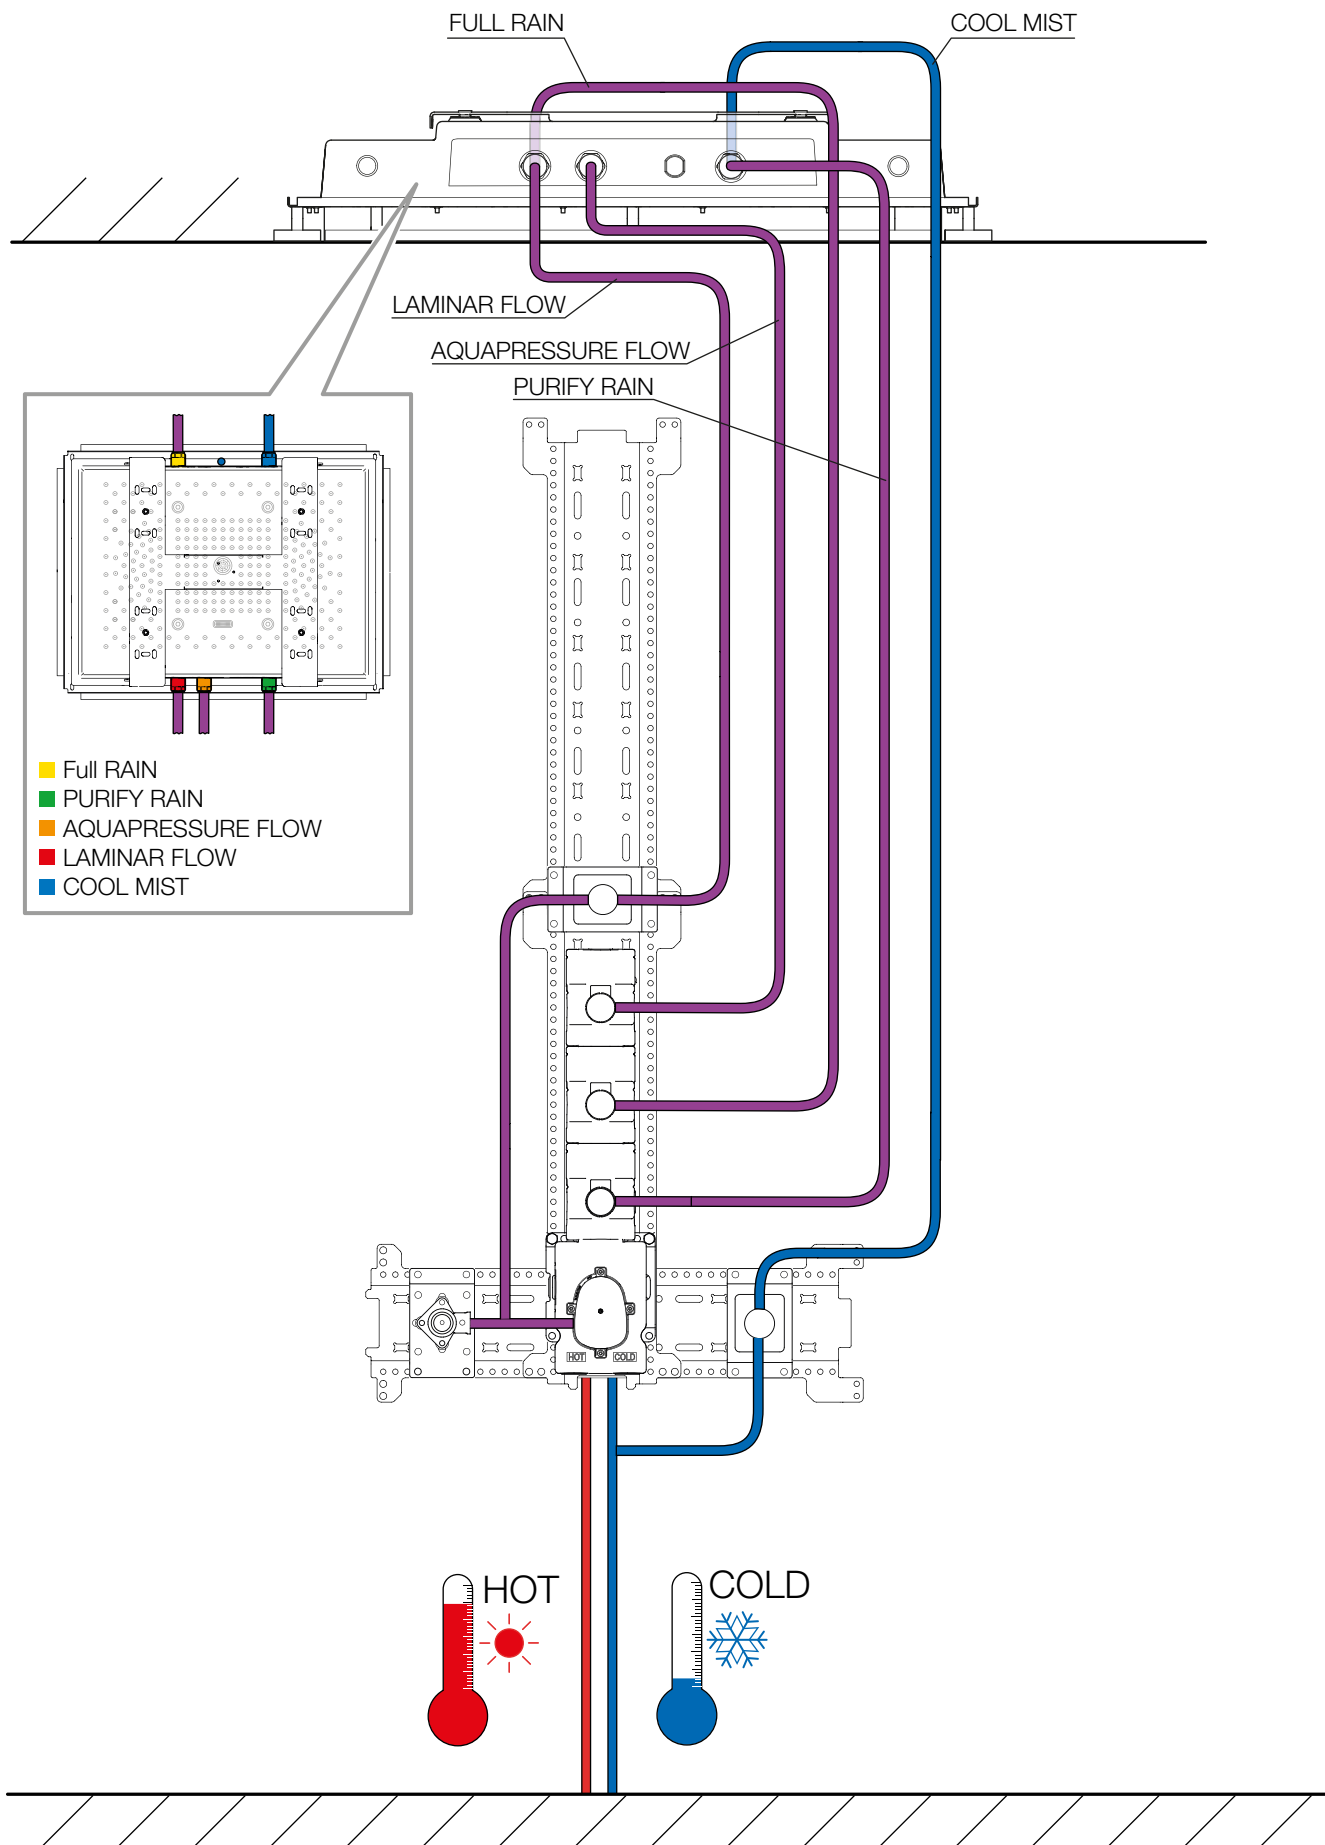 FULL RAIN
COOL MIST
LAMINAR FLOW
AQUAPRESSURE FLOW
PURIFY RAIN
Full RAIN
PURIFY RAIN
AQUAPRESSURE FLOW
LAMINAR FLOW
COOL MIST
HOT
COLD
HOT
COLD